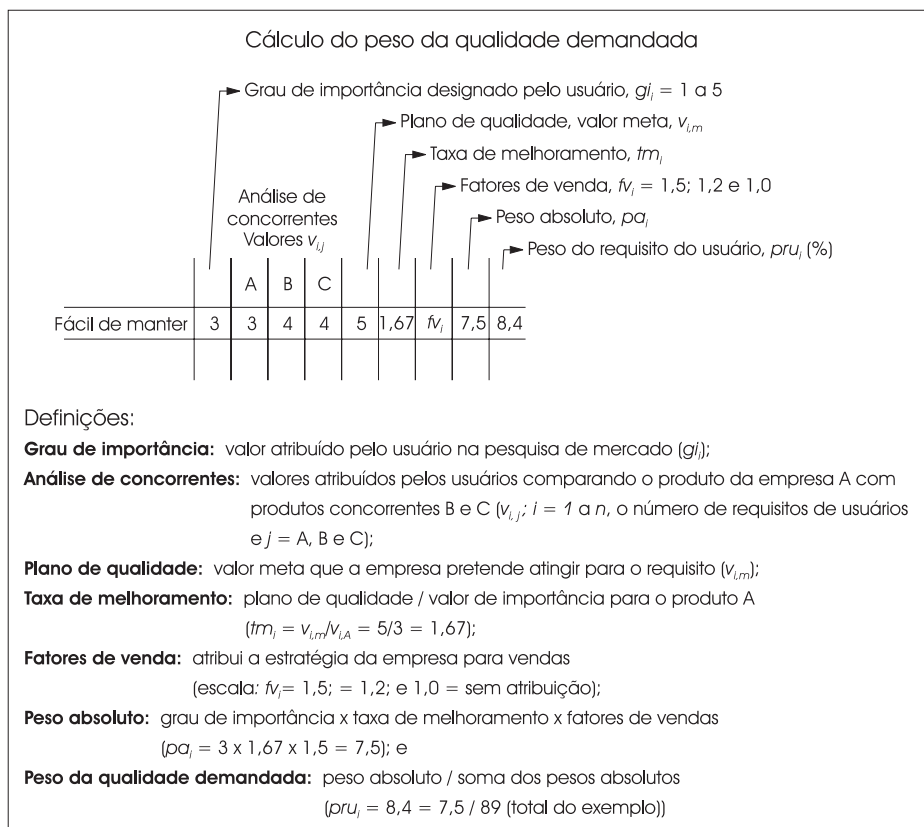 Cálculo do peso da qualidade demandada
Grau de importância designado pelo usuário, gi_i = 1 a 5
Plano de qualidade, valor meta, v_i,m
Taxa de melhoramento, tm_i
Fatores de venda, fv_i = 1,5; 1,2 e 1,0
Análise de
concorrentes
Valores v_i,j
Peso absoluto, pa_i
Peso do requisito do usuário, pru_i (%)
A B C
Fácil de manter 3 3 4 4 5 1,67 fv_i 7,5 8,4
Definições:
Grau de importância: valor atribuído pelo usuário na pesquisa de mercado (gi_i);
Análise de concorrentes: valores atribuídos pelos usuários comparando o produto da empresa A com
produtos concorrentes B e C (v_i,j; i = 1 a n, o número de requisitos de usuários
e j = A, B e C);
Plano de qualidade: valor meta que a empresa pretende atingir para o requisito (v_i,m);
Taxa de melhoramento: plano de qualidade / valor de importância para o produto A
(tm_i = v_i,m/v_i,A = 5/3 = 1,67);
Fatores de venda: atribui a estratégia da empresa para vendas
(escala: fv_i= 1,5; = 1,2; e 1,0 = sem atribuição);
Peso absoluto: grau de importância x taxa de melhoramento x fatores de vendas
(pa_i = 3 x 1,67 x 1,5 = 7,5); e
Peso da qualidade demandada: peso absoluto / soma dos pesos absolutos
(pru_i = 8,4 = 7,5 / 89 (total do exemplo))